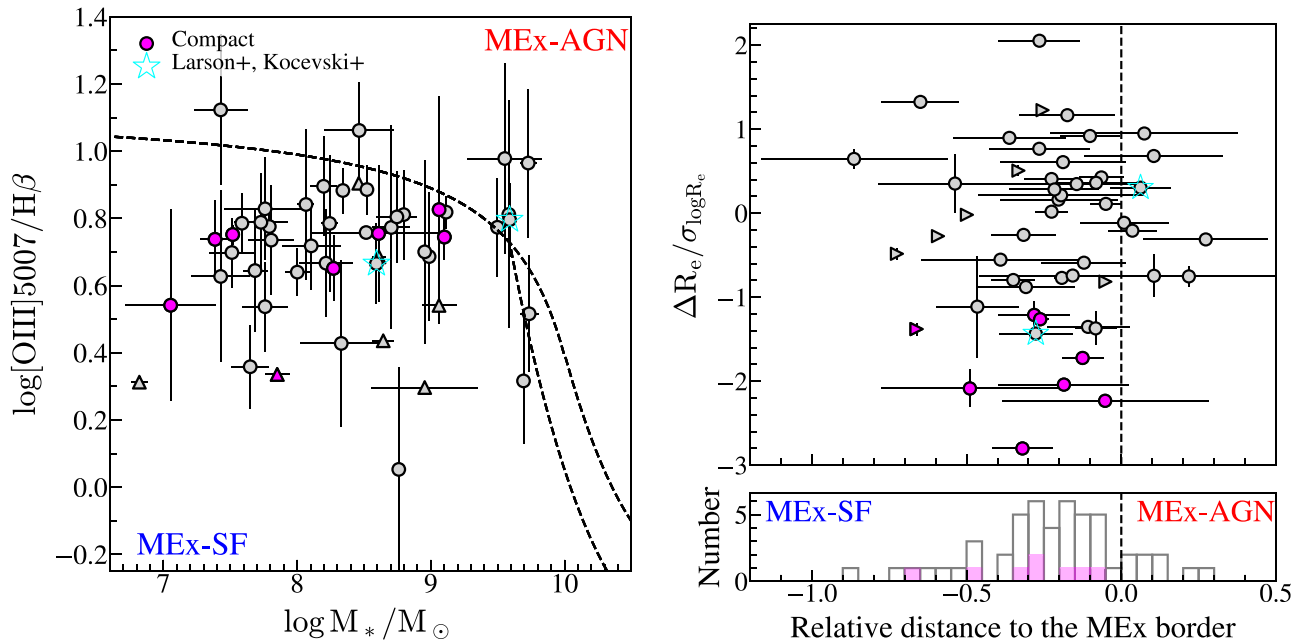 1.4
1.2
1.0
0.8
0.6
0.4
0.2
0.0
−0.2
log[OIII]5007/Hβ
Compact
Larson+, Kocevski+
MEx-AGN
MEx-SF
7
8
9
10
log M∗/M⊙
2
1
0
−1
−2
−3
ΔRe/σlogRe
5
0
Number
MEx-SF
MEx-AGN
−1.0
−0.5
0.0
0.5
Relative distance to the MEx border